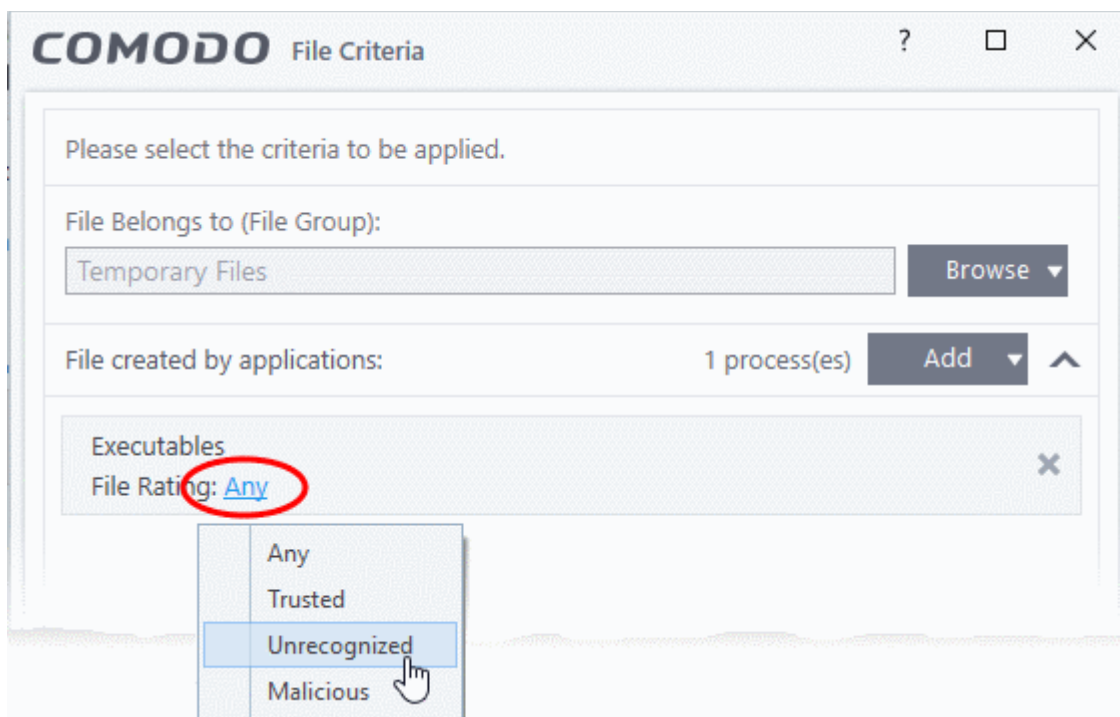 COMODO File Criteria ?
Please select the criteria to be applied.
File Belongs to (File Group):
Temporary Files Browse
File created by applications: 1 process(es) Add
Executables
File Rating: Any
Any
Trusted
Unrecognized
Malicious